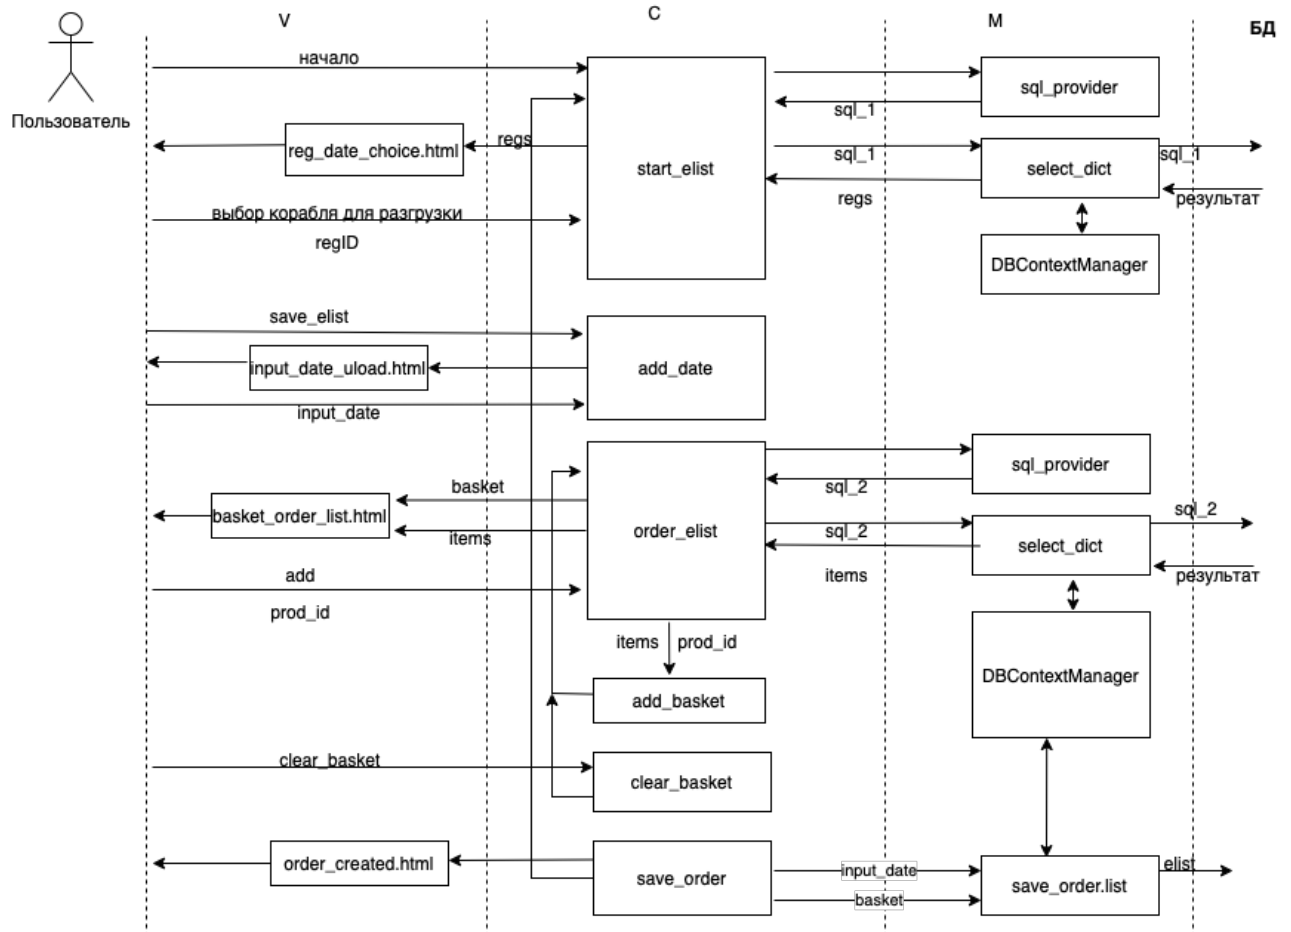 V
C
M
БД
Пользователь
начало
sql_provider
sql_1
regs
reg_date_choice.html
start_elist
sql_1
select_dict
sql_1
regs
результат
выбор корабля для разгрузки
regID
DBContextManager
save_elist
input_date_uload.html
add_date
input_date
sql_provider
basket
sql_2
basket_order_list.html
items
order_elist
sql_2
select_dict
sql_2
items
результат
add
prod_id
items
prod_id
DBContextManager
add_basket
clear_basket
clear_basket
order_created.html
save_order
input_date
basket
save_order.list
elist